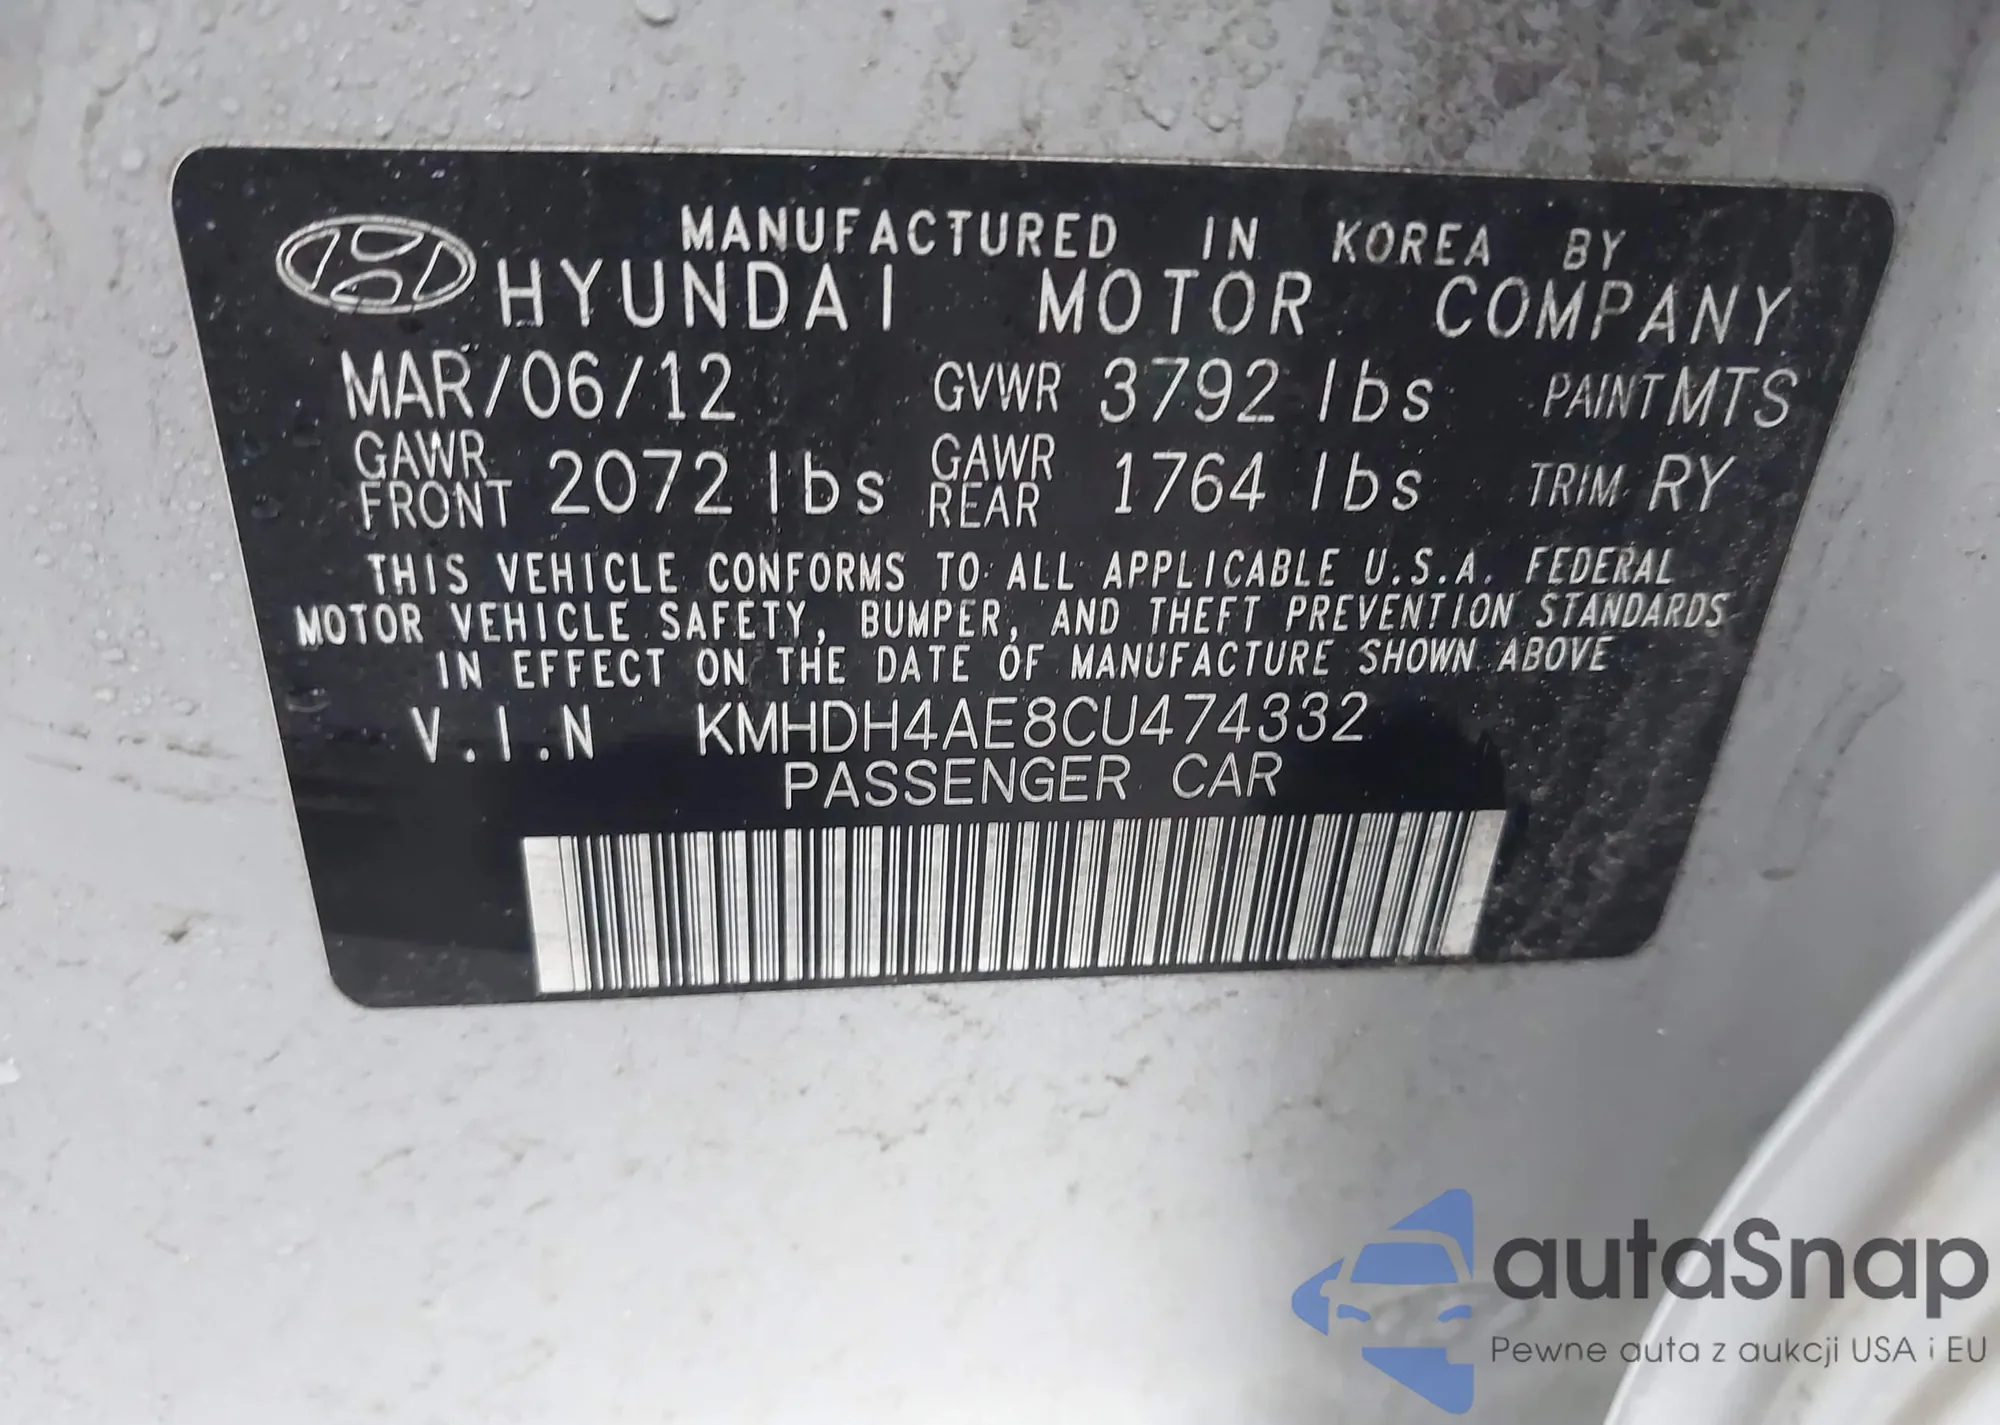 MANUFACTURED IN KOREA BY
HYUNDAI MOTOR COMPANY
MAR/06/12 GVWR 3792 lbs PAINT MTS
GAWR FRONT 2072 lbs GAWR REAR 1764 lbs TRIM RY
THIS VEHICLE CONFORMS TO ALL APPLICABLE U.S.A. FEDERAL
MOTOR VEHICLE SAFETY, BUMPER, AND THEFT PREVENTION STANDARDS
IN EFFECT ON THE DATE OF MANUFACTURE SHOWN ABOVE
V.I.N KMHDH4AE8CU474332
PASSENGER CAR
autaSnap
Pewne auta z aukcji USA i EU